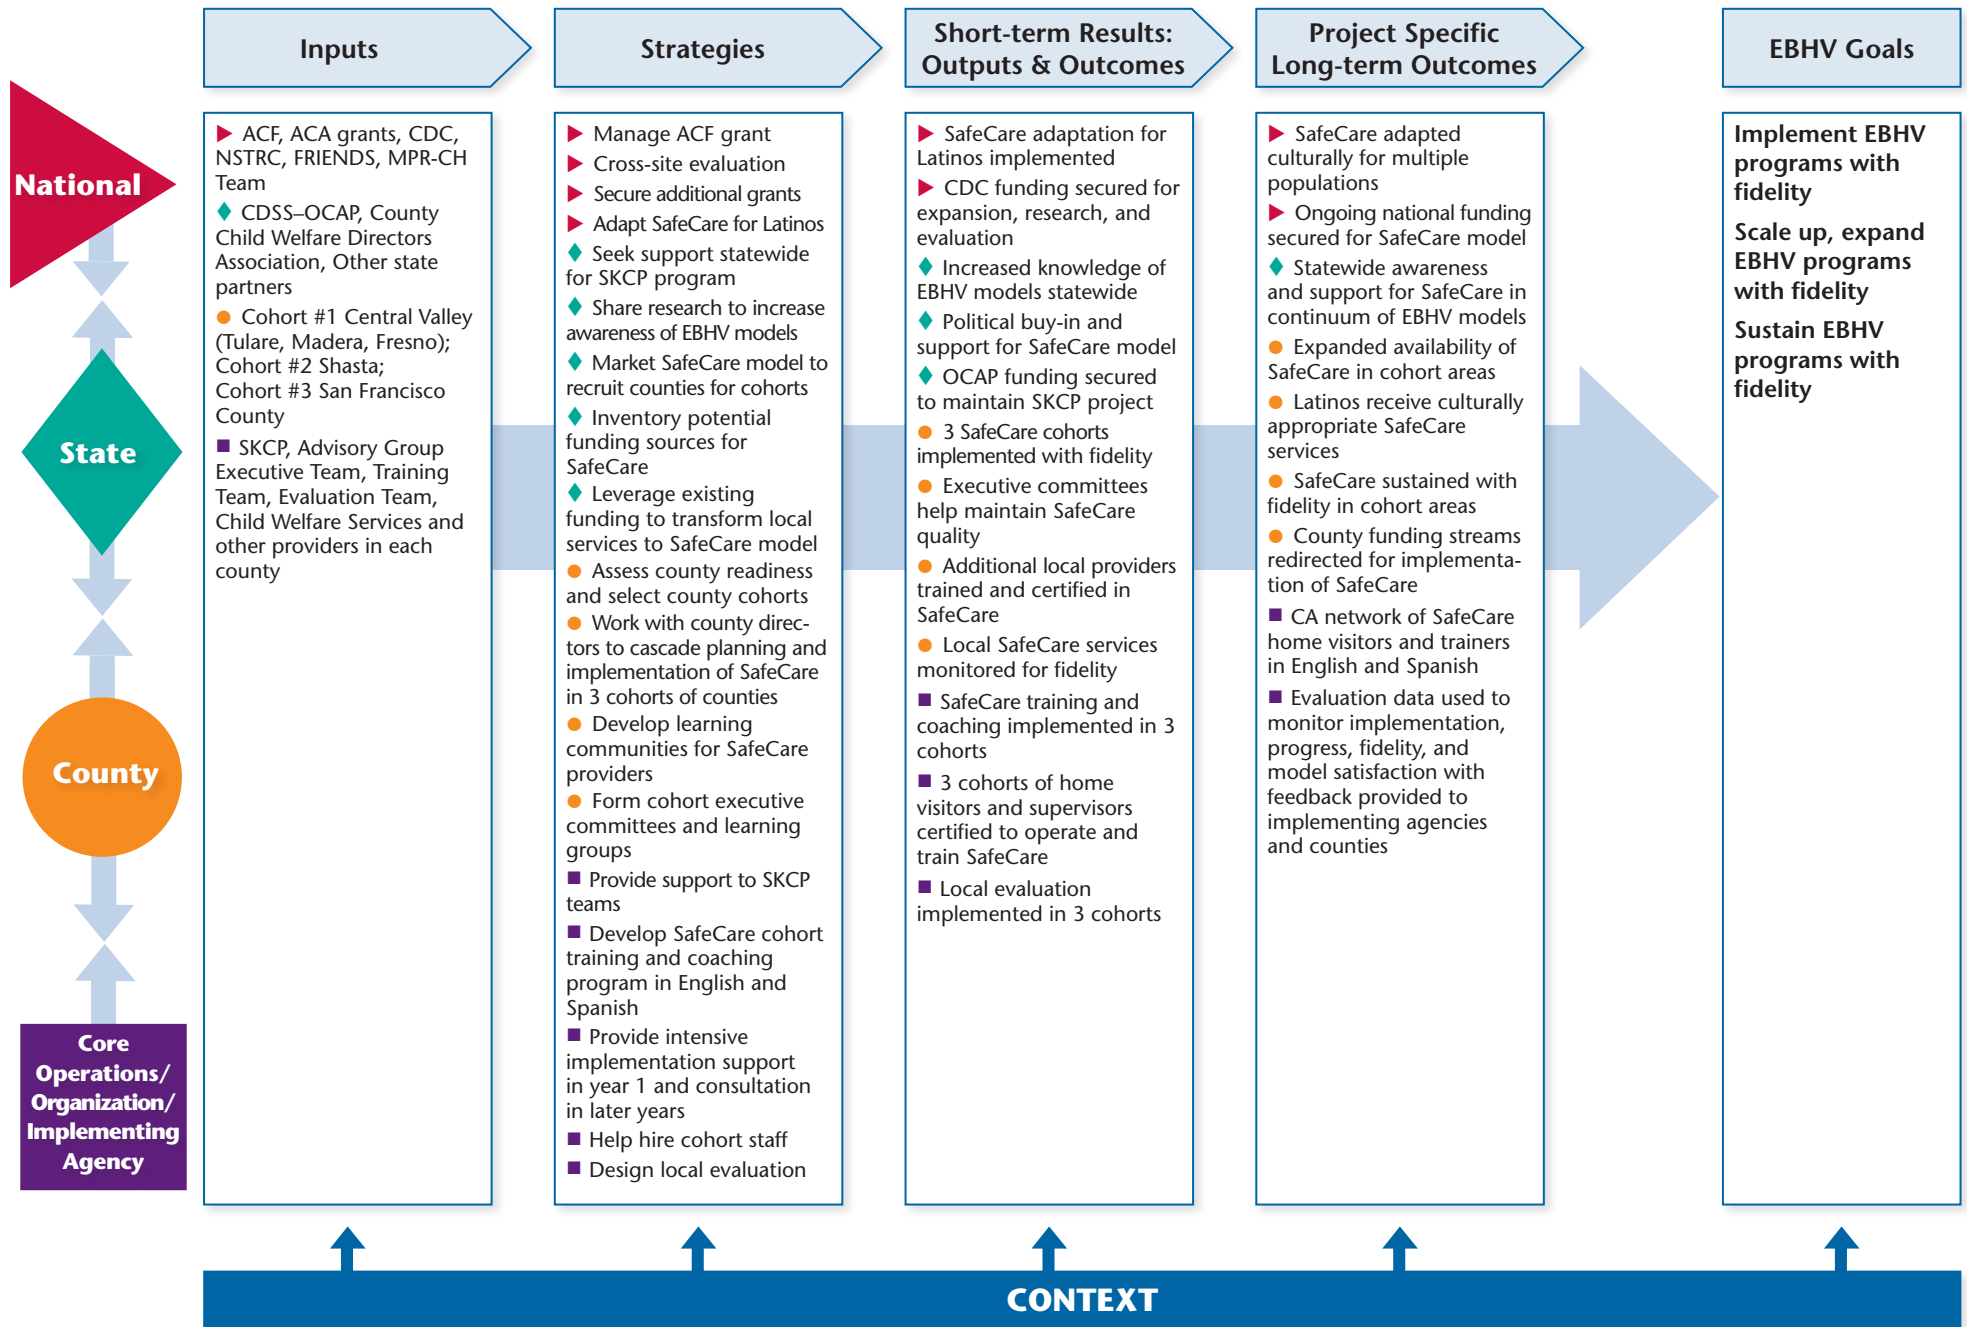 Inputs
Strategies
Short-term Results:
Outputs & Outcomes
Project Specific
Long-term Outcomes
EBHV Goals
National
State
County
Core
Operations/
Organization/
Implementing
Agency
ACF, ACA grants, CDC,
NSTRC, FRIENDS, MPR-CH
Team
CDSS–OCAP, County
Child Welfare Directors
Association, Other state
partners
Cohort #1 Central Valley
(Tulare, Madera, Fresno);
Cohort #2 Shasta;
Cohort #3 San Francisco
County
SKCP, Advisory Group
Executive Team, Training
Team, Evaluation Team,
Child Welfare Services and
other providers in each
county
Manage ACF grant
Cross-site evaluation
Secure additional grants
Adapt SafeCare for Latinos
Seek support statewide
for SKCP program
Share research to increase
awareness of EBHV models
Market SafeCare model to
recruit counties for cohorts
Inventory potential
funding sources for
SafeCare
Leverage existing
funding to transform local
services to SafeCare model
Assess county readiness
and select county cohorts
Work with county direc-
tors to cascade planning and
implementation of SafeCare
in 3 cohorts of counties
Develop learning
communities for SafeCare
providers
Form cohort executive
committees and learning
groups
Provide support to SKCP
teams
Develop SafeCare cohort
training and coaching
program in English and
Spanish
Provide intensive
implementation support
in year 1 and consultation
in later years
Help hire cohort staff
Design local evaluation
SafeCare adaptation for
Latinos implemented
CDC funding secured for
expansion, research, and
evaluation
Increased knowledge of
EBHV models statewide
Political buy-in and
support for SafeCare model
OCAP funding secured
to maintain SKCP project
3 SafeCare cohorts
implemented with fidelity
Executive committees
help maintain SafeCare
quality
Additional local providers
trained and certified in
SafeCare
Local SafeCare services
monitored for fidelity
SafeCare training and
coaching implemented in 3
cohorts
3 cohorts of home
visitors and supervisors
certified to operate and
train SafeCare
Local evaluation
implemented in 3 cohorts
SafeCare adapted
culturally for multiple
populations
Ongoing national funding
secured for SafeCare model
Statewide awareness
and support for SafeCare in
continuum of EBHV models
Expanded availability of
SafeCare in cohort areas
Latinos receive culturally
appropriate SafeCare
services
SafeCare sustained with
fidelity in cohort areas
County funding streams
redirected for implementa-
tion of SafeCare
CA network of SafeCare
home visitors and trainers
in English and Spanish
Evaluation data used to
monitor implementation,
progress, fidelity, and
model satisfaction with
feedback provided to
implementing agencies
and counties
Implement EBHV
programs with
fidelity
Scale up, expand
EBHV programs
with fidelity
Sustain EBHV
programs with
fidelity
CONTEXT